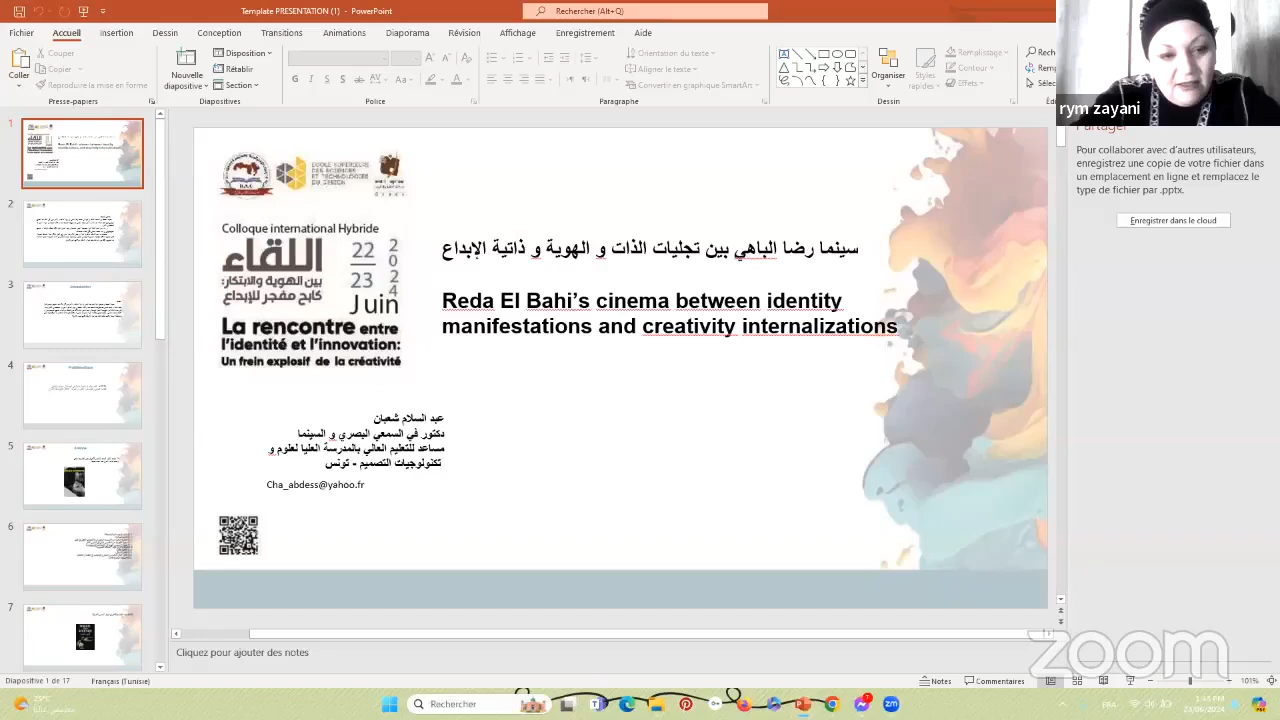 Template PRESENTATION (1) - PowerPoint
Rechercher (Alt+Q)
Fichier Accueil Insertion Dessin Conception Transitions Animations Diaporama Révision Affichage Enregistrement Aide
Coller
Couper
Copier
Reproduire la mise en forme
Presse-papiers
Nouvelle
diapositive
Disposition
Rétablir
Section
Diapositives
Police
Orientation du texte
Aligner le texte
Convertir en graphique SmartArt
Paragraphe
Organiser
Styles
rapides
Remplissage
Contour
Effets
Dessin
rym zayani
Partager
Pour collaborer avec d'autres utilisateurs,
enregistrez une copie de votre fichier dans
un emplacement en ligne et remplacez le
type de fichier par .pptx.
Enregistrer dans le cloud
1
2
3
4
5
6
7
Colloque international Hybride
اللقاء
بين الهوية والابتكار:
كابح مفجر للإبداع
22
23
2024
Juin
La rencontre entre
l'identité et l'innovation:
Un frein explosif de la créativité
سينما رضا الباهي بين تجليات الذات و الهوية و ذاتية الإبداع
Reda El Bahi's cinema between identity
manifestations and creativity internalizations
عبد السلام شعبان
دكتور في السمعي البصري و السينما
مساعد للتعليم العالي بالمدرسة العليا لعلوم و
تكنولوجيات التصميم - تونس
Cha_abdess@yahoo.fr
Cliquez pour ajouter des notes
zoom
Diapositive 1 de 17
Français (Tunisie)
Notes
Commentaires
101%
Rechercher
FRA